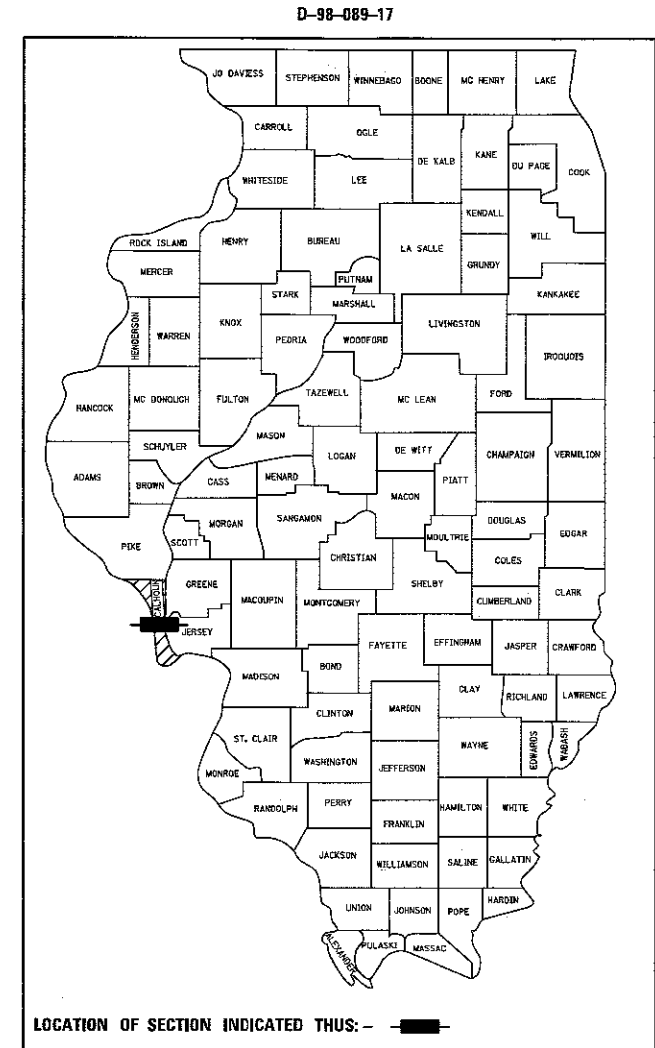 D-98-089-17
JO DAVIESS STEPHENSON WINNEBAGO BOONE MC HENRY LAKE
CARROLL OGLE DE KALB KANE DU PAGE COOK
WHITESIDE LEE KENDALL WILL
ROCK ISLAND HENRY BUREAU LA SALLE GRUNDY
MERCER PUTNAM KANKAKEE
HENDERSON WARREN KNOX STARK MARSHALL LIVINGSTON
PEORIA WOODFORD IROQUOIS
HANCOCK MC DONOUGH FULTON TAZEWELL MC LEAN FORD
SCHUYLER MASON LOGAN DE WITT CHAMPAIGN VERMILION
ADAMS BROWN CASS MENARD MACON PIATT
PIKE SCOTT MORGAN SANGAMON CHRISTIAN MOULTRIE DOUGLAS EDGAR
COLES
CALHOUN GREENE MACOUPIN MONTGOMERY SHELBY CUMBERLAND CLARK
JERSEY FAYETTE EFFINGHAM JASPER CRAWFORD
MADISON BOND CLAY RICHLAND LAWRENCE
CLINTON MARION
ST. CLAIR WASHINGTON JEFFERSON WAYNE EDWARDS WABASH
MONROE
RANDOLPH PERRY HAMILTON WHITE
FRANKLIN
JACKSON WILLIAMSON SALINE GALLATIN
UNION JOHNSON POPE HARDIN
ALEXANDER PULASKI MASSAC
LOCATION OF SECTION INDICATED THUS: -